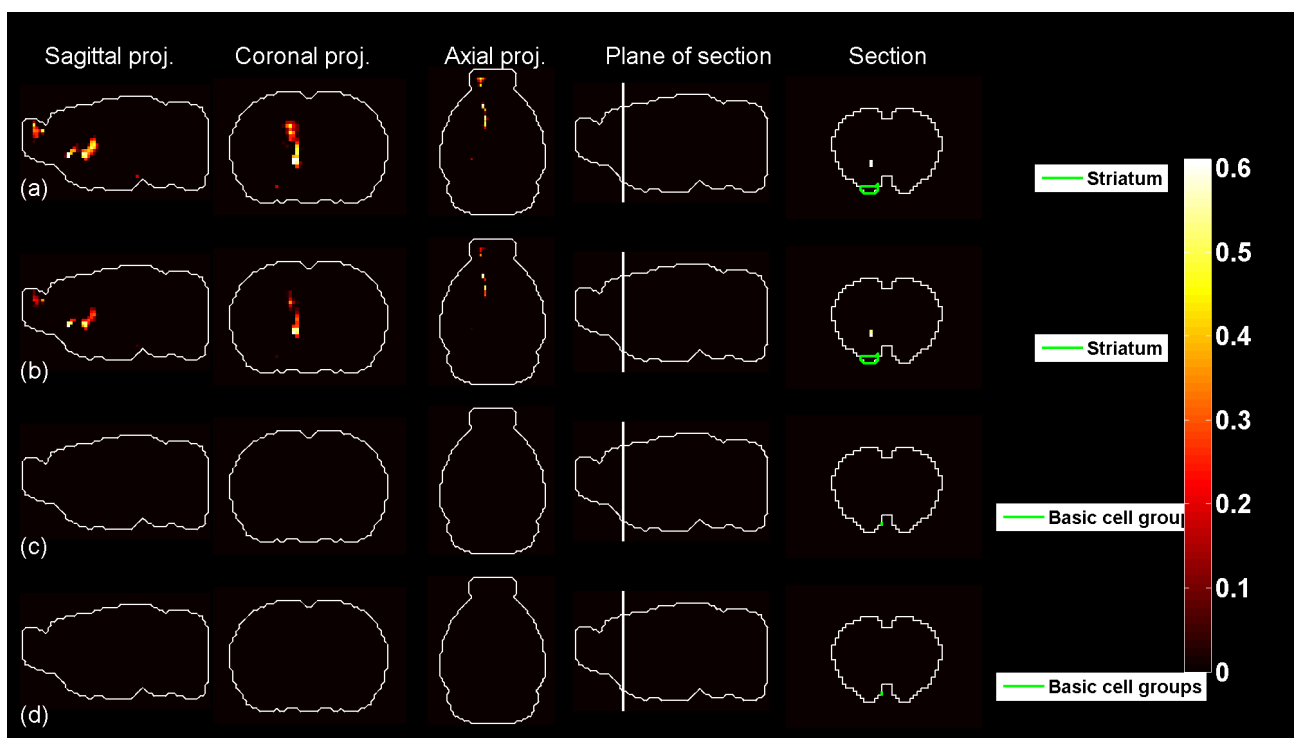 Sagittal proj. Coronal proj. Axial proj. Plane of section Section
(a) Striatum
(b) Striatum
(c) Basic cell group
(d) Basic cell groups
0.6
0.5
0.4
0.3
0.2
0.1
0